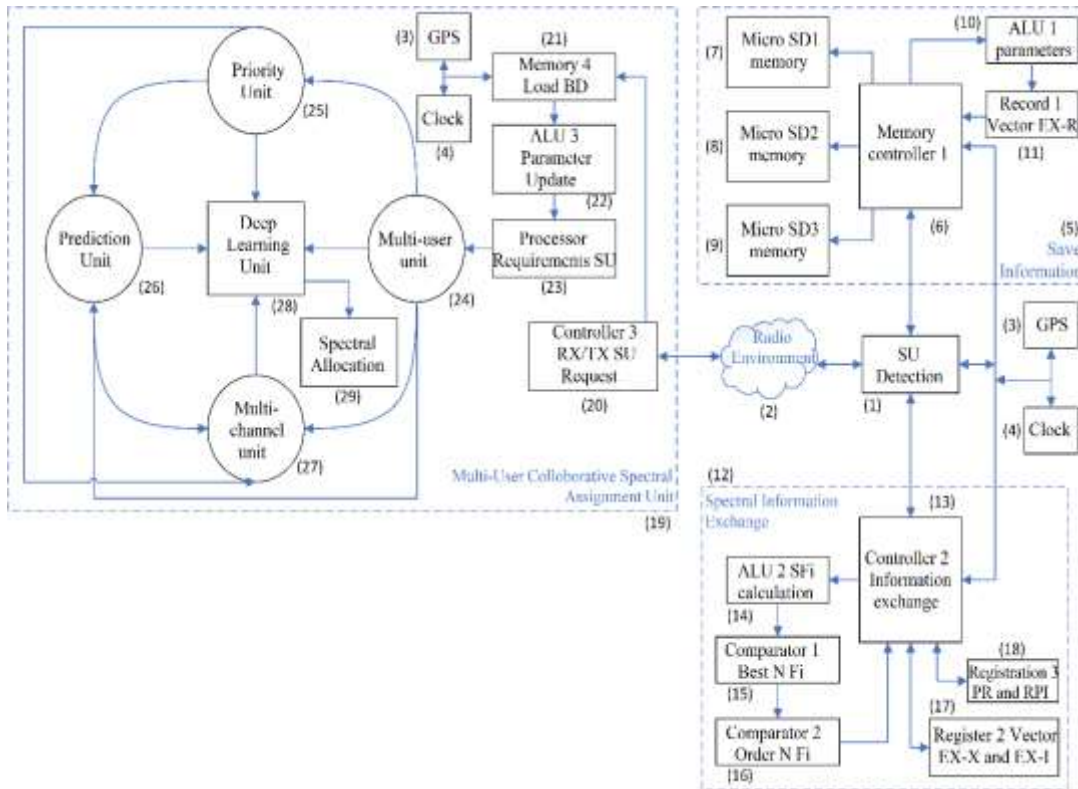 (3)
GPS
(21)
Memory 4
Load BD
Clock
(4)
ALU 3
Parameter
Update
(22)
Processor
Requirements SU
(23)
Priority
Unit
(25)
Prediction
Unit
(26)
Deep
Learning
Unit
(28)
Multi-user
unit
(24)
Spectral
Allocation
(29)
Multi-
channel
unit
(27)
Controller 3
RX/TX SU
Request
(20)
Multi-User Colloborative Spectral
Assignment Unit
(19)
Radio
Environment
(2)
SU
Detection
(1)
(7)
Micro SD1
memory
(8)
Micro SD2
memory
(9)
Micro SD3
memory
Memory
controller 1
(6)
(10)
ALU 1
parameters
Record 1
Vector EX-R
(11)
(5)
Save
Information
(3)
GPS
(4)
Clock
(12)
Spectral Information
Exchange
(13)
Controller 2
Information
exchange
ALU 2 SFi
calculation
(14)
Comparator 1
Best N Fi
(15)
Comparator 2
Order N Fi
(16)
(18)
Registration 3
PR and RPI
(17)
Register 2 Vector
EX-X and EX-I